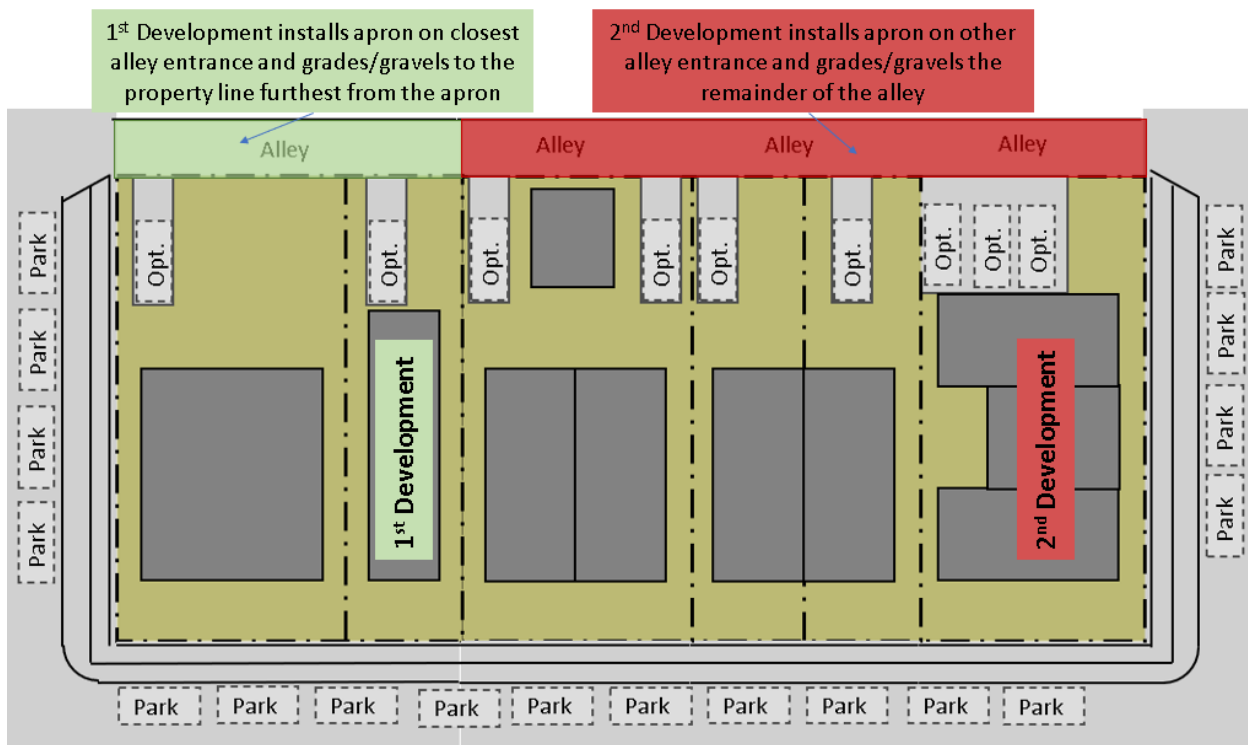 1st Development installs apron on closest
alley entrance and grades/gravels to the
property line furthest from the apron
2nd Development installs apron on other
alley entrance and grades/gravels the
remainder of the alley
Alley
Alley
Alley
Alley
Opt.
Opt.
Opt.
Opt.
Opt.
Opt.
Opt.
Opt.
Opt.
Park
Park
Park
Park
Park
Park
Park
Park
1st Development
2nd Development
Park
Park
Park
Park
Park
Park
Park
Park
Park
Park